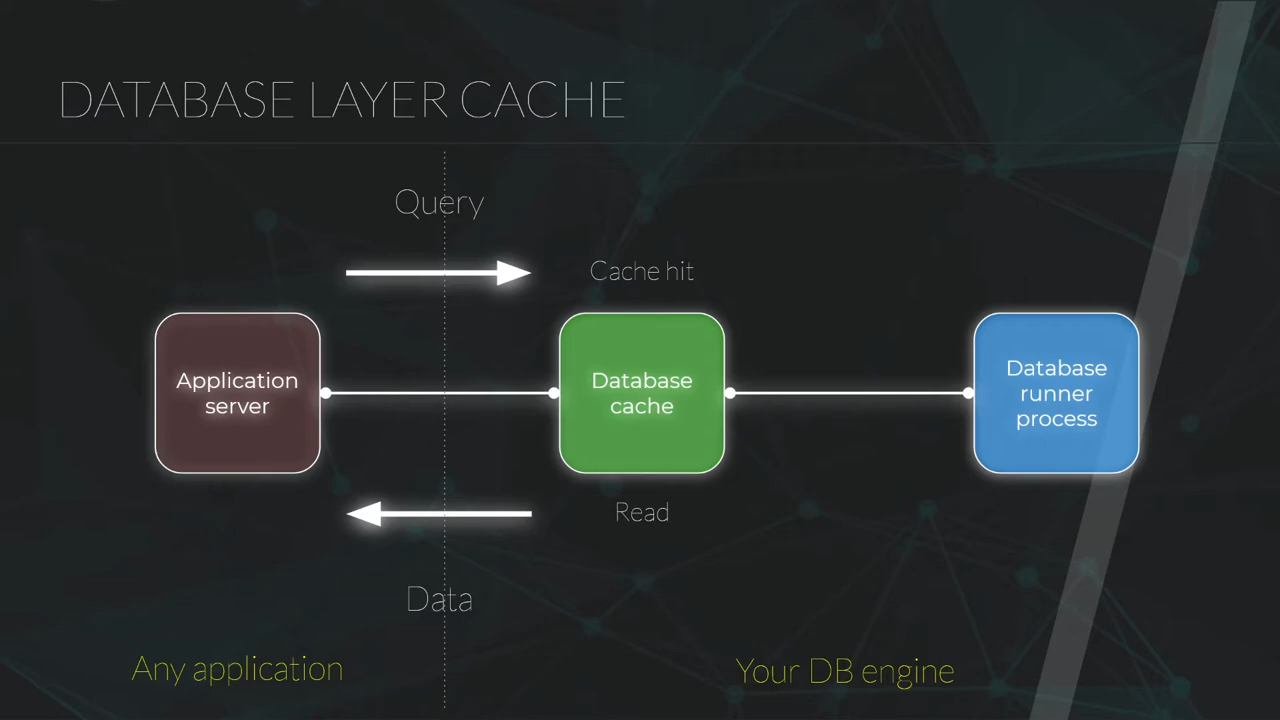 DATABASE LAYER CACHE
Query
Cache hit
Application
server
Database
cache
Database
runner
process
Read
Data
Any application
Your DB engine